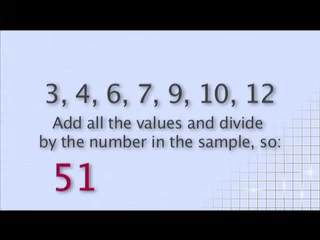 3, 4, 6, 7, 9, 10, 12
Add all the values and divide
by the number in the sample, so:
51